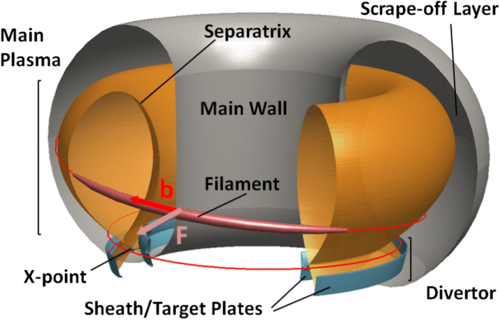 Main
Plasma
Separatrix
Scrape-off Layer
Main Wall
b
Filament
F
X-point
Sheath/Target Plates
Divertor